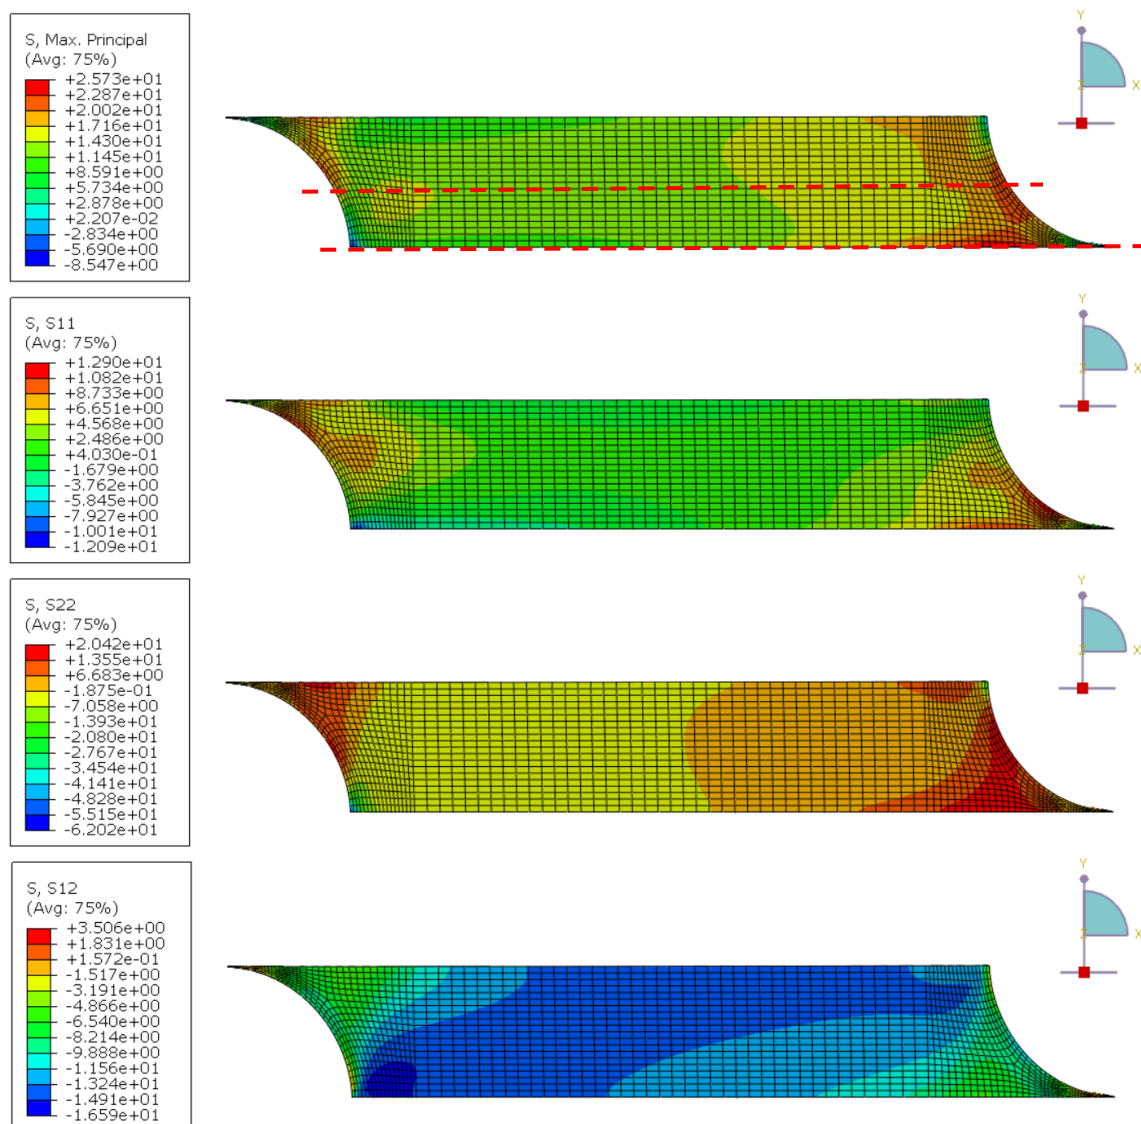 S, Max. Principal
(Avg: 75%)
+2.573e+01
+2.287e+01
+2.002e+01
+1.716e+01
+1.430e+01
+1.145e+01
+8.591e+00
+5.734e+00
+2.878e+00
+2.207e-02
-2.834e+00
-5.690e+00
-8.547e+00
Y
Z X
S, S11
(Avg: 75%)
+1.290e+01
+1.082e+01
+8.733e+00
+6.651e+00
+4.568e+00
+2.486e+00
+4.030e-01
-1.679e+00
-3.762e+00
-5.845e+00
-7.927e+00
-1.001e+01
-1.209e+01
Y
Z X
S, S22
(Avg: 75%)
+2.042e+01
+1.355e+01
+6.683e+00
-1.875e-01
-7.058e+00
-1.393e+01
-2.080e+01
-2.767e+01
-3.454e+01
-4.141e+01
-4.828e+01
-5.515e+01
-6.202e+01
Y
Z X
S, S12
(Avg: 75%)
+3.506e+00
+1.831e+00
+1.572e-01
-1.517e+00
-3.191e+00
-4.866e+00
-6.540e+00
-8.214e+00
-9.888e+00
-1.156e+01
-1.324e+01
-1.491e+01
-1.659e+01
Y
Z X